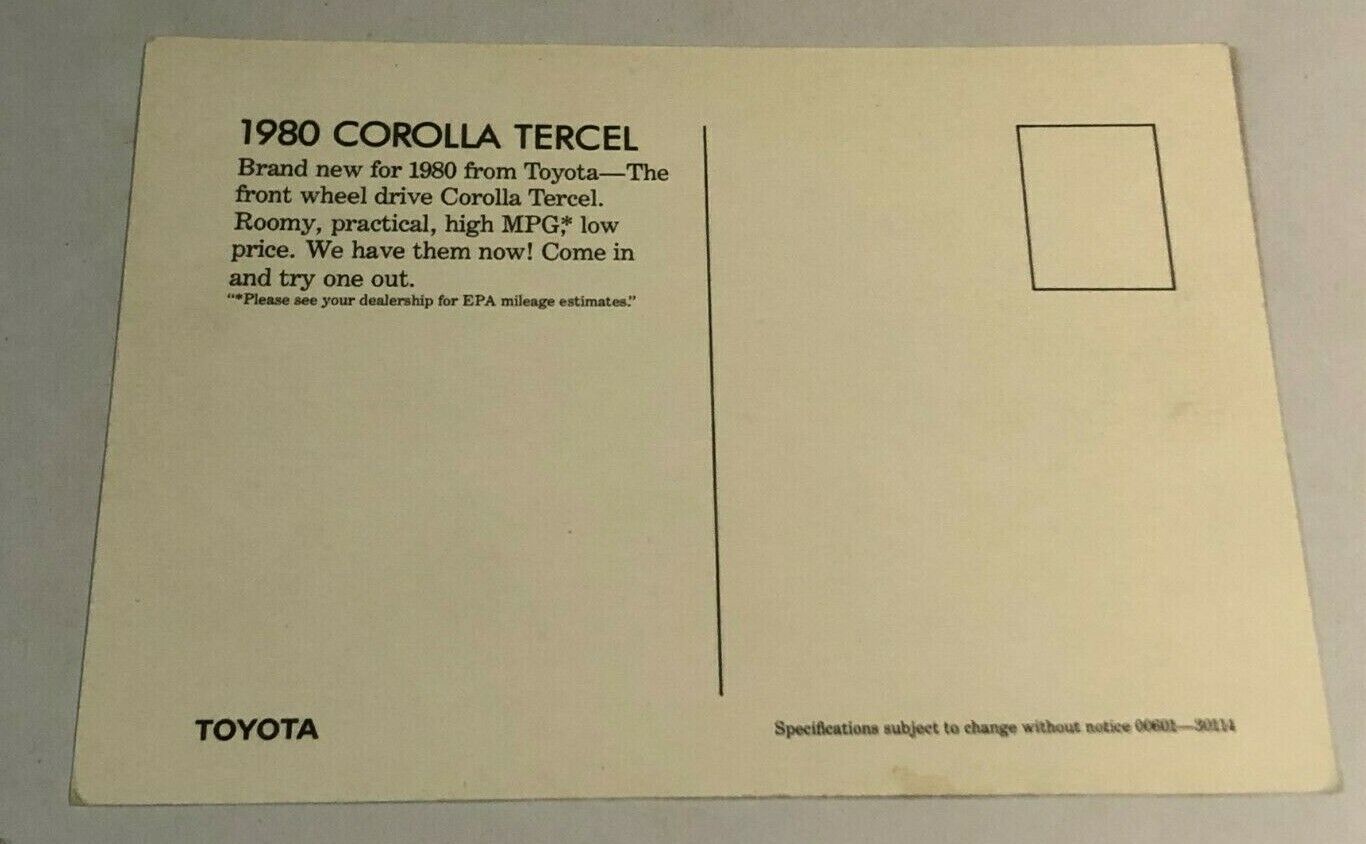 1980 COROLLA TERCEL
Brand new for 1980 from Toyota—The
front wheel drive Corolla Tercel.
Roomy, practical, high MPG,* low
price. We have them now! Come in
and try one out.
"*Please see your dealership for EPA mileage estimates."
TOYOTA
Specifications subject to change without notice 00601—30114